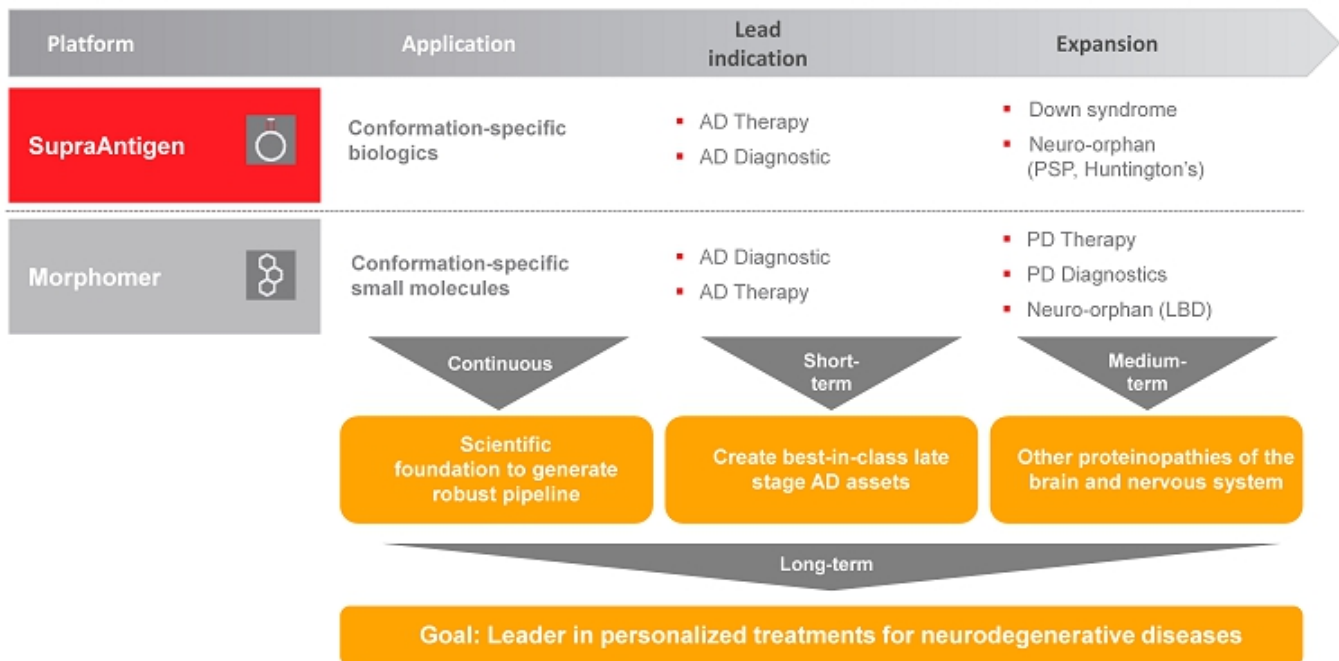 Platform
Application
Lead
indication
Expansion
SupraAntigen
Conformation-specific
biologics
AD Therapy
AD Diagnostic
Down syndrome
Neuro-orphan
(PSP, Huntington's)
Morphomer
Conformation-specific
small molecules
AD Diagnostic
AD Therapy
PD Therapy
PD Diagnostics
Neuro-orphan (LBD)
Continuous
Short-
term
Medium-
term
Scientific
foundation to generate
robust pipeline
Create best-in-class late
stage AD assets
Other proteinopathies of the
brain and nervous system
Long-term
Goal: Leader in personalized treatments for neurodegenerative diseases